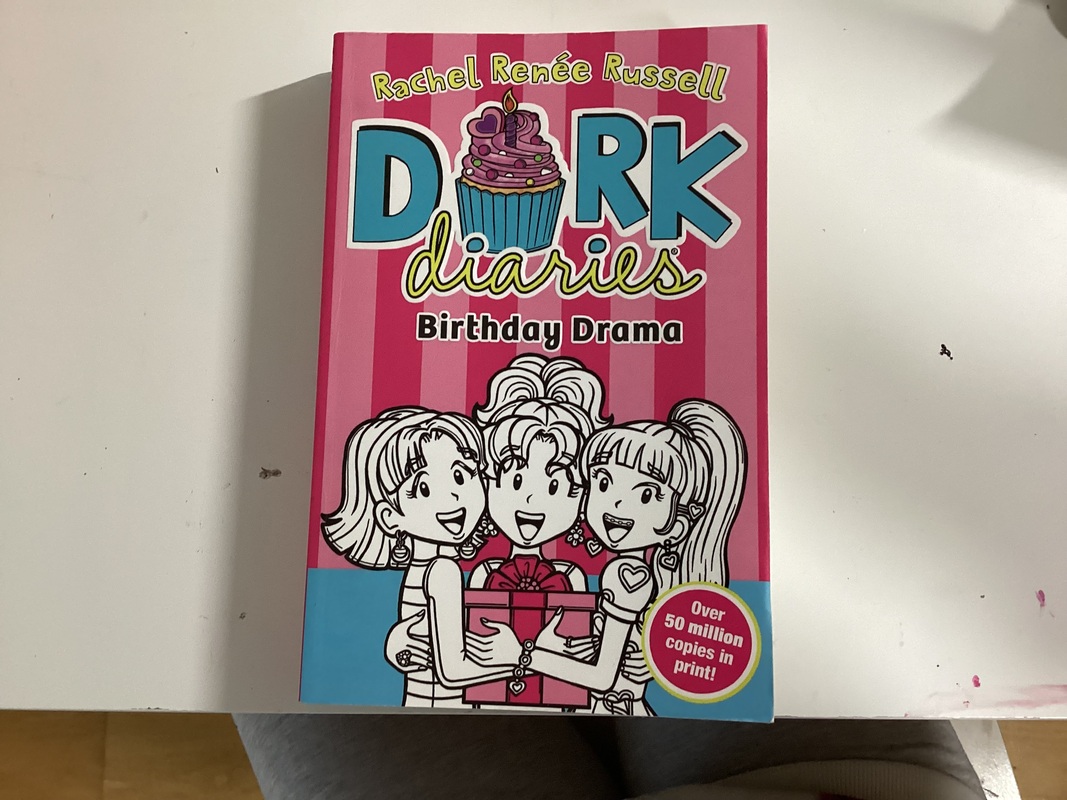 Rachel Renée Russell
DORK
diaries®
Birthday Drama
Over
50 million
copies in
print!